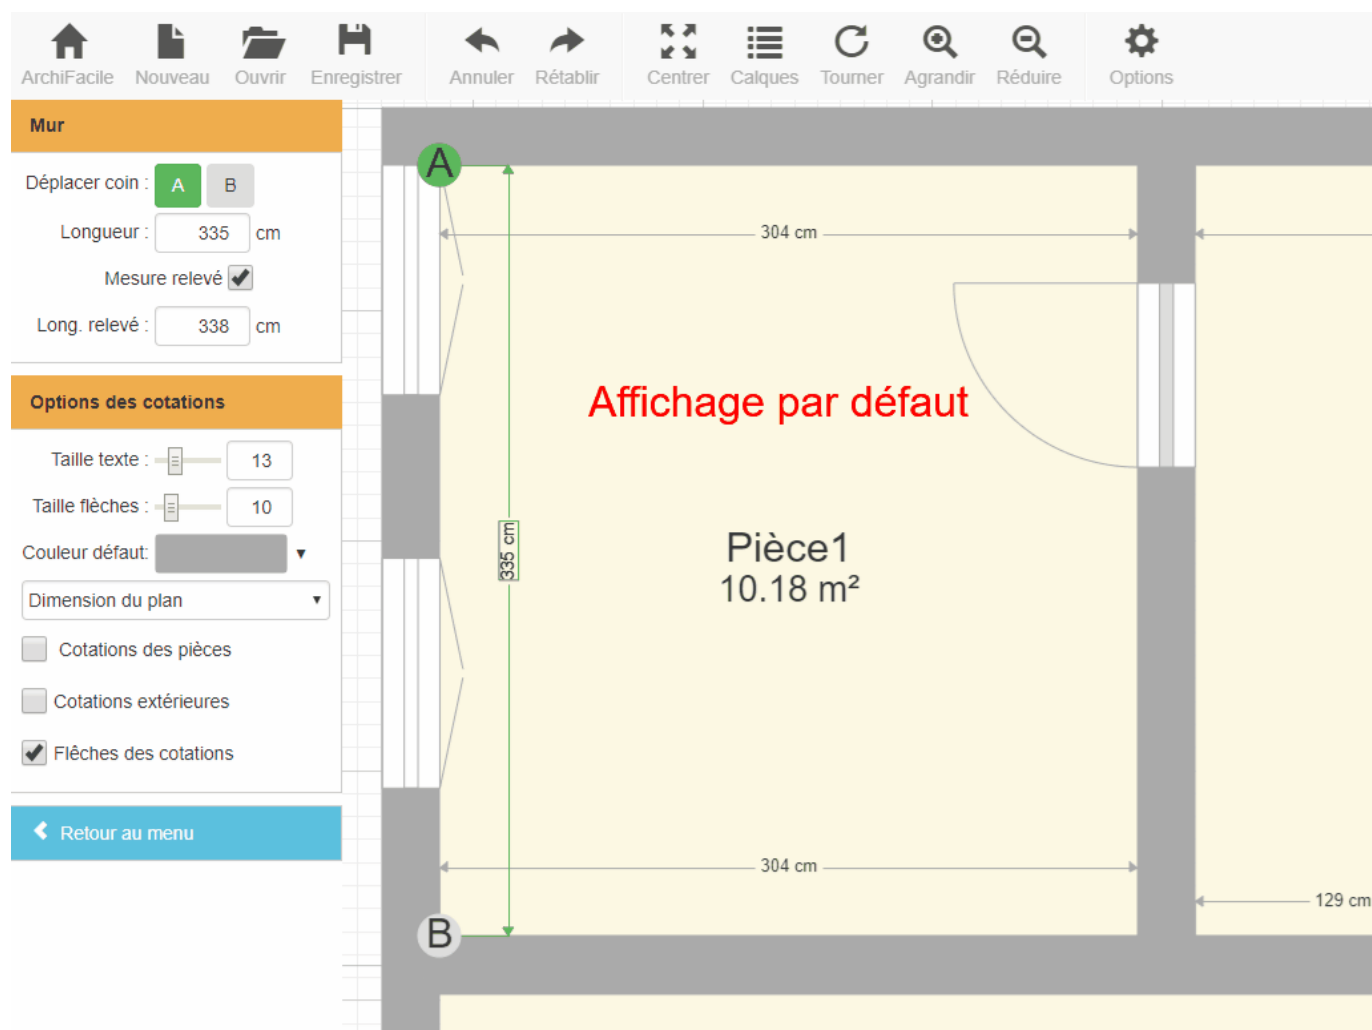 ArchiFacile Nouveau Ouvrir Enregistrer Annuler Rétablir Centrer Calques Tourner Agrandir Réduire Options
Mur
Déplacer coin : A B
Longueur : 335 cm
Mesure relevé
Long. relevé : 338 cm
Options des cotations
Taille texte : 13
Taille flèches : 10
Couleur défaut:
Dimension du plan
Cotations des pièces
Cotations extérieures
Flêches des cotations
Retour au menu
A
304 cm
Affichage par défaut
335 cm
Pièce1
10.18 m²
304 cm
129 cm
B